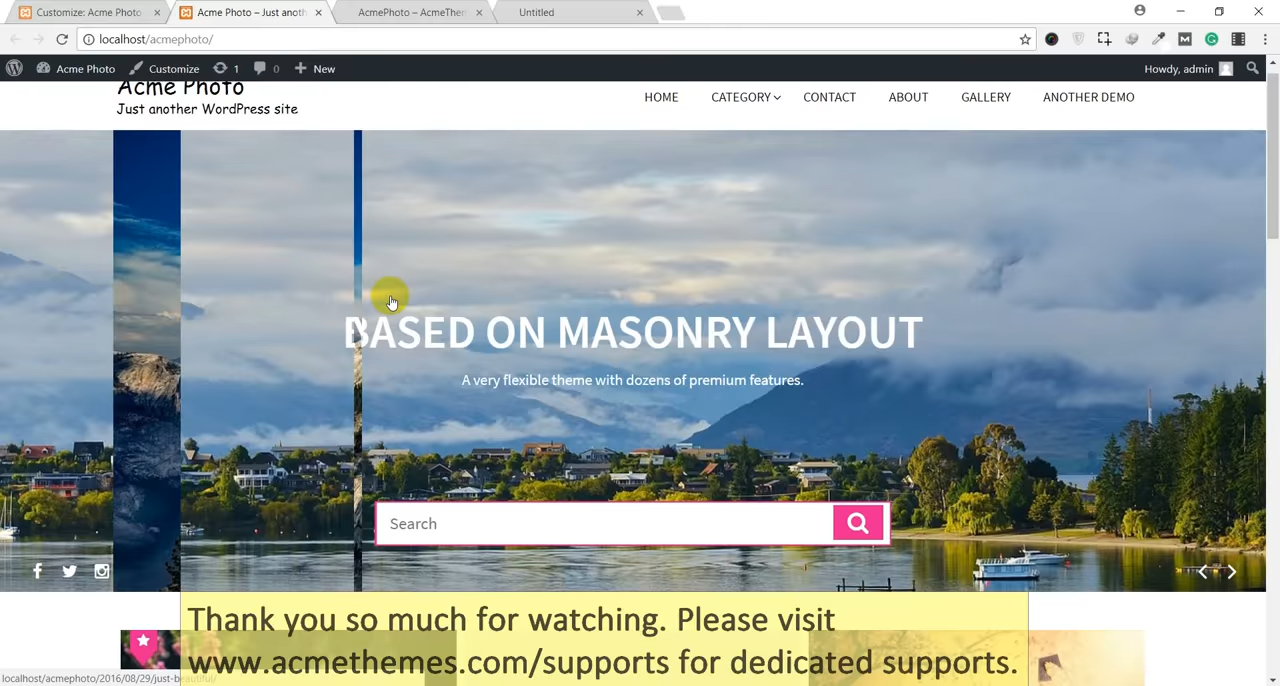 Customize: Acme Photo
Acme Photo – Just anoth
AcmePhoto – AcmeThem
Untitled
localhost/acmephoto/
Acme Photo
Customize
1
0
New
Howdy, admin
Acme Photo
Just another WordPress site
HOME
CATEGORY
CONTACT
ABOUT
GALLERY
ANOTHER DEMO
BASED ON MASONRY LAYOUT
A very flexible theme with dozens of premium features.
Search
Thank you so much for watching. Please visit
www.acmethemes.com/supports for dedicated supports.
localhost/acmephoto/2016/08/29/just-beautiful/